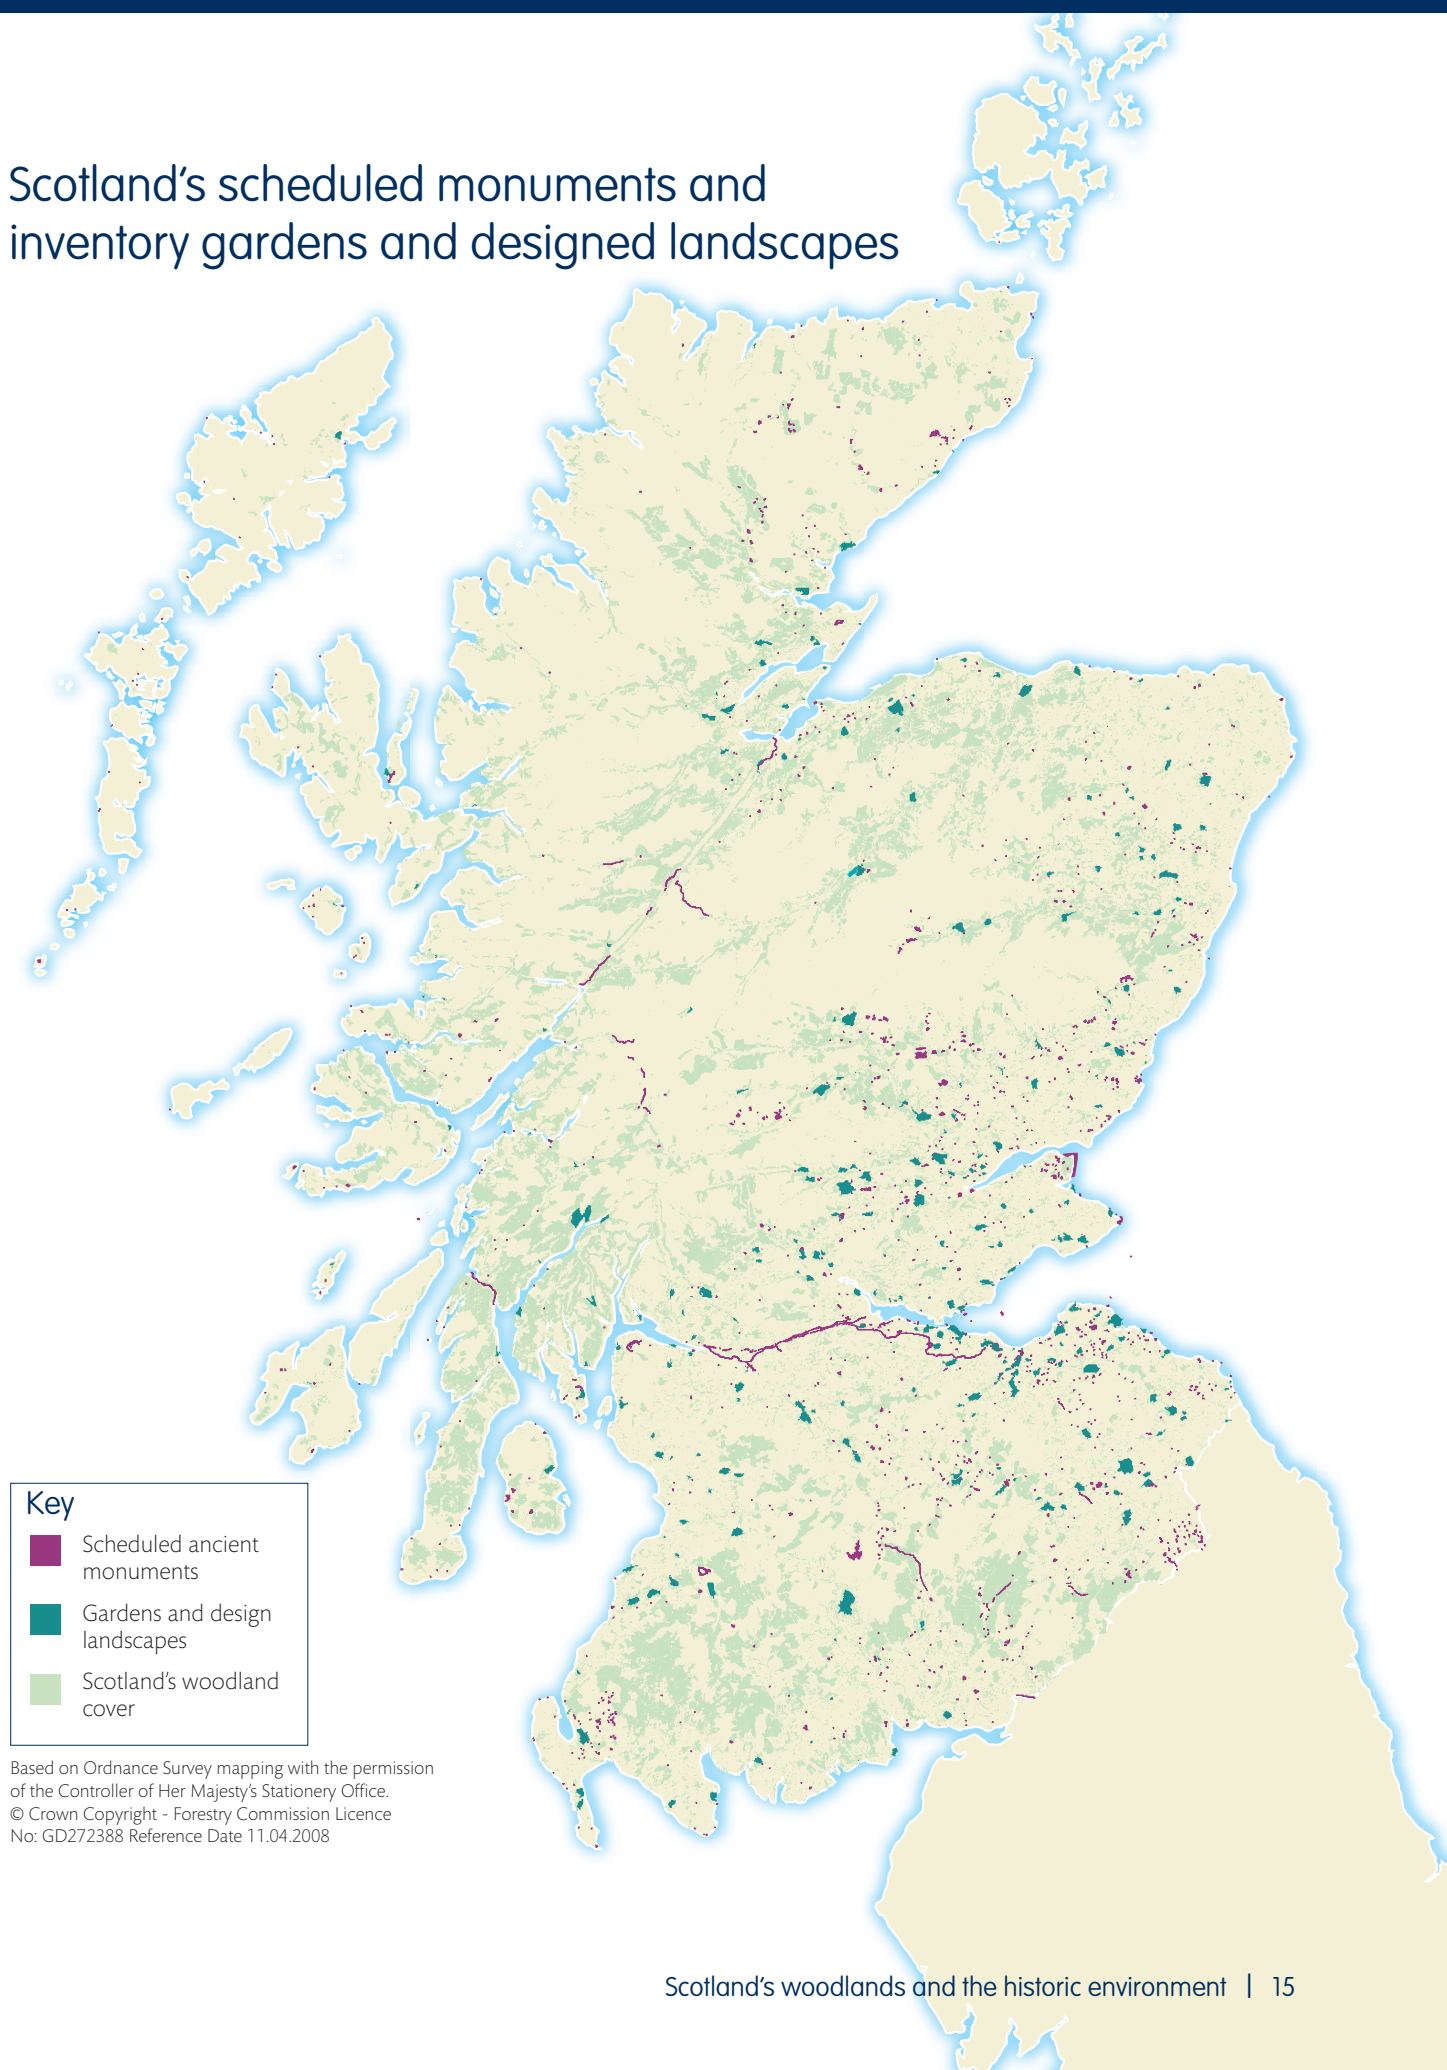 Scotland's scheduled monuments and
inventory gardens and designed landscapes
Key
Scheduled ancient
monuments
Gardens and design
landscapes
Scotland's woodland
cover
Based on Ordnance Survey mapping with the permission
of the Controller of Her Majesty's Stationery Office.
© Crown Copyright - Forestry Commission Licence
No: GD272388 Reference Date 11.04.2008
Scotland's woodlands and the historic environment | 15